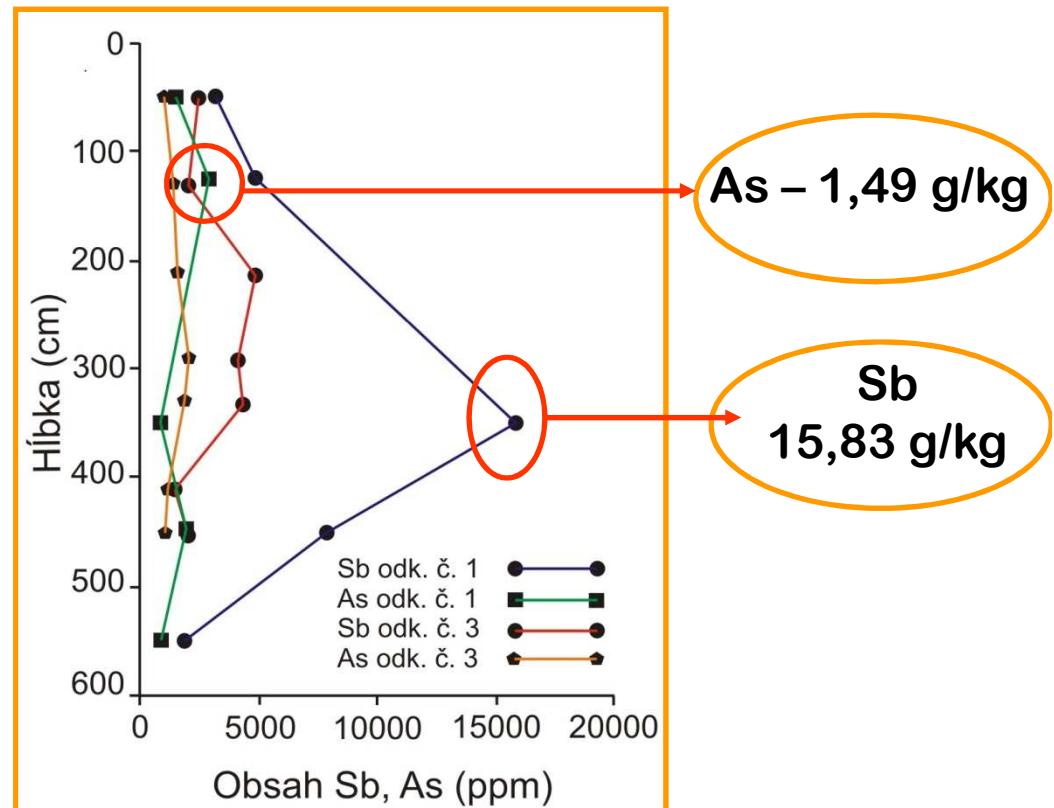 0
100
200
300
400
500
600
Hĺbka (cm)
0 5000 10000 15000 20000
Obsah Sb, As (ppm)
Sb odk. č. 1
As odk. č. 1
Sb odk. č. 3
As odk. č. 3
As – 1,49 g/kg
Sb
15,83 g/kg